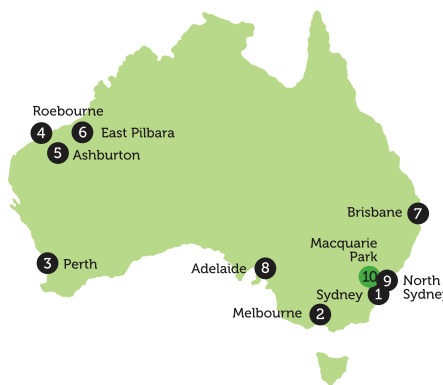 Roebourne
4
6
East Pilbara
5
Ashburton
7
Brisbane
Macquarie
Park
3
Perth
Adelaide
8
10
9
North
Sydney
1
Sydne
Melbourne
2